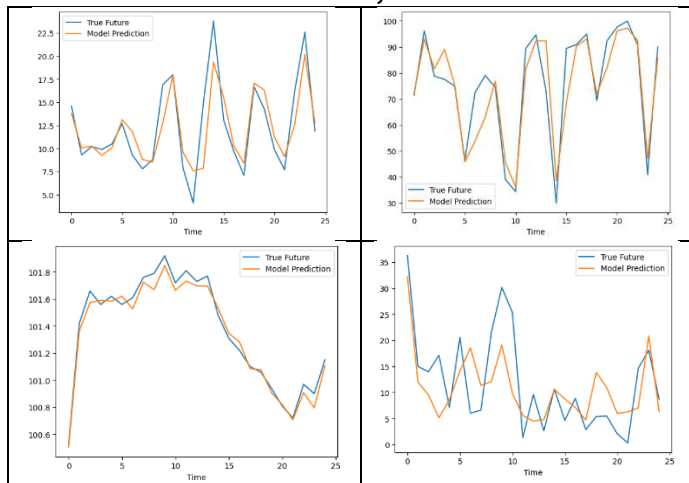 True Future
Model Prediction
22.5
20.0
17.5
15.0
12.5
10.0
7.5
5.0
0 5 10 15 20 25
Time
100
90
80
70
60
50
40
30
True Future
Model Prediction
0 5 10 15 20 25
Time
True Future
Model Prediction
101.8
101.6
101.4
101.2
101.0
100.8
100.6
0 5 10 15 20 25
Time
True Future
Model Prediction
35
30
25
20
15
10
5
0
0 5 10 15 20 25
Time